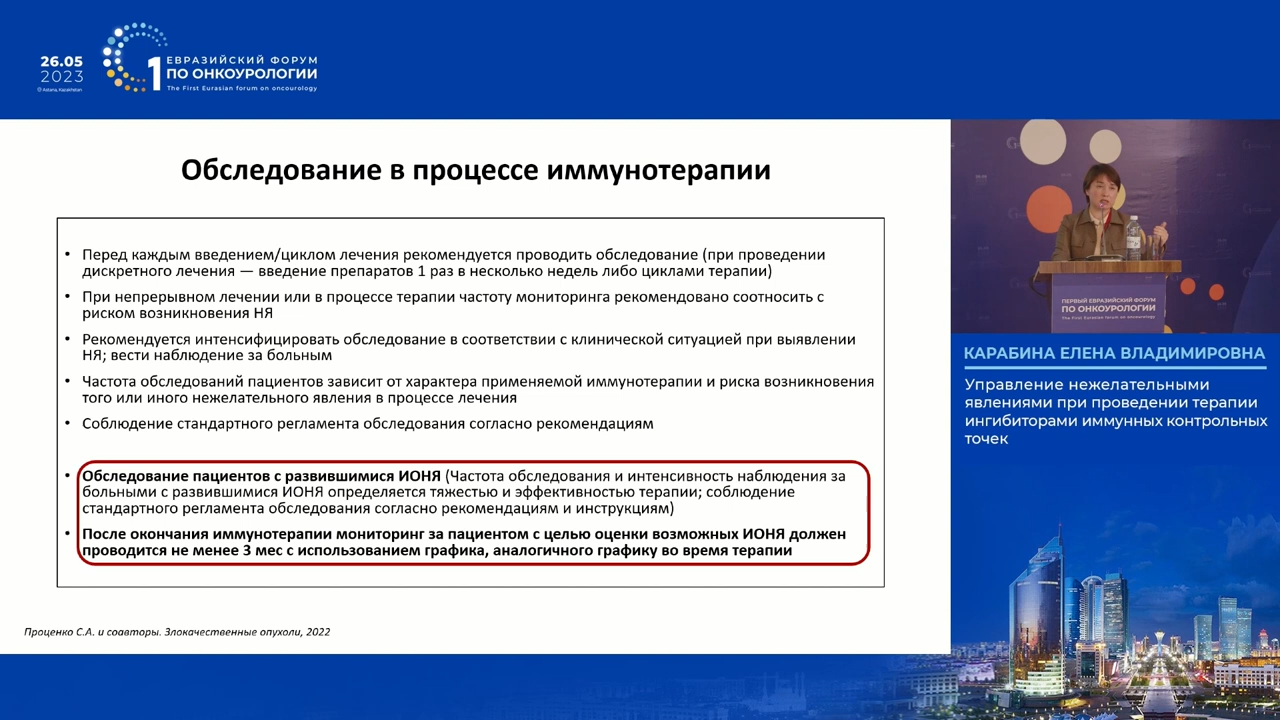 26.05
2023
Astana, Kazakhstan
1
ЕВРАЗИЙСКИЙ ФОРУМ
ПО ОНКОУРОЛОГИИ
The First Eurasian forum on oncourology
Обследование в процессе иммунотерапии
• Перед каждым введением/циклом лечения рекомендуется проводить обследование (при проведении
дискретного лечения — введение препаратов 1 раз в несколько недель либо циклами терапии)
• При непрерывном лечении или в процессе терапии частоту мониторинга рекомендовано соотносить с
риском возникновения НЯ
• Рекомендуется интенсифицировать обследование в соответствии с клинической ситуацией при выявлении
НЯ; вести наблюдение за больным
• Частота обследований пациентов зависит от характера применяемой иммунотерапии и риска возникновения
того или иного нежелательного явления в процессе лечения
• Соблюдение стандартного регламента обследования согласно рекомендациям
• Обследование пациентов с развившимися ИОНЯ (Частота обследования и интенсивность наблюдения за
больными с развившимися ИОНЯ определяется тяжестью и эффективностью терапии; соблюдение
стандартного регламента обследования согласно рекомендациям и инструкциям)
• После окончания иммунотерапии мониторинг за пациентом с целью оценки возможных ИОНЯ должен
проводится не менее 3 мес с использованием графика, аналогичного графику во время терапии
Проценко С.А. и соавторы. Злокачественные опухоли, 2022
ПЕРВЫЙ ЕВРАЗИЙСКИЙ ФОРУМ
ПО ОНКОУРОЛОГИИ
The First Eurasian forum on oncourology
КАРАБИНА ЕЛЕНА ВЛАДИМИРОВНА
Управление нежелательными
явлениями при проведении терапии
ингибиторами иммунных контрольных
точек